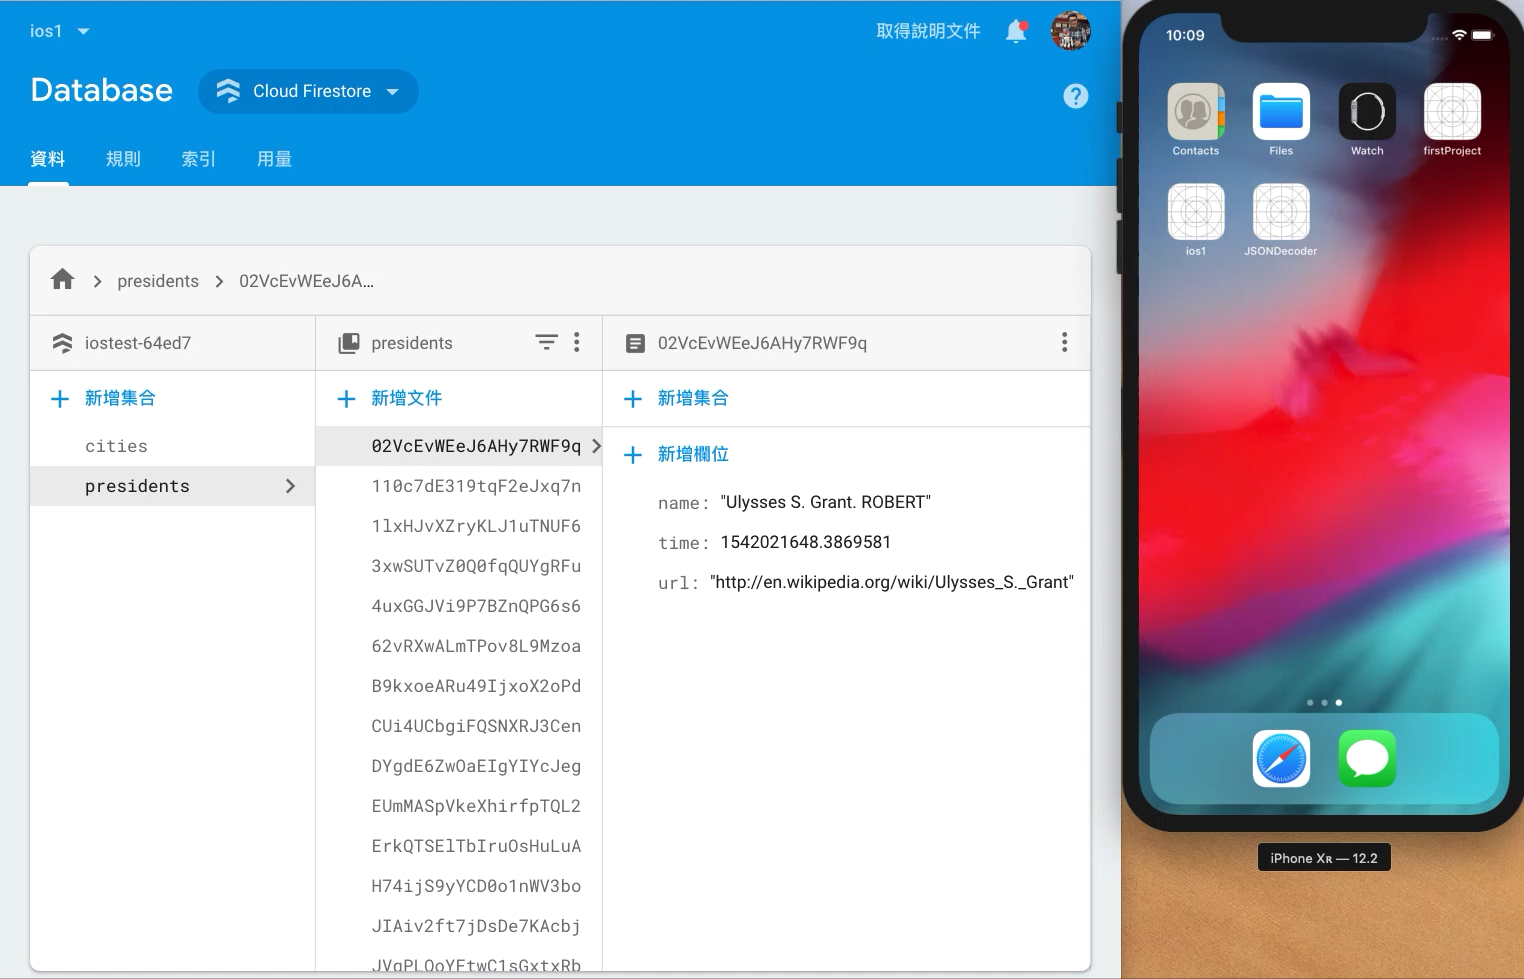 ios1
取得說明文件
Database
Cloud Firestore
?
資料
規則
索引
用量
presidents
02VcEvWEeJ6A...
iostest-64ed7
presidents
02VcEvWEeJ6AHy7RWF9q
新增集合
新增文件
新增集合
cities
presidents
02VcEvWEeJ6AHy7RWF9q
110c7dE319tqF2eJxq7n
1lxHJvXZryKLJ1uTNUF6
3xwSUTvZ0Q0fqQUYgRFu
4uxGGJVi9P7BZnQPG6s6
62vRXwALmTPov8L9Mzoa
B9kxoeARu49IjxoX2oPd
CUi4UCbgiFQSNXRJ3Cen
DYgdE6ZwOaEIgYIYcJeg
EUmMASpVkeXhirfpTQL2
ErkQTSElTbIruOsHuLuA
H74ijS9yYCD0o1nWV3bo
JIAiv2ft7jDsDe7KAcbj
新增欄位
name: "Ulysses S. Grant. ROBERT"
time: 1542021648.3869581
url: "http://en.wikipedia.org/wiki/Ulysses_S._Grant"
10:09
Contacts
Files
Watch
firstProject
ios1
JSONDecoder
iPhone Xʀ — 12.2